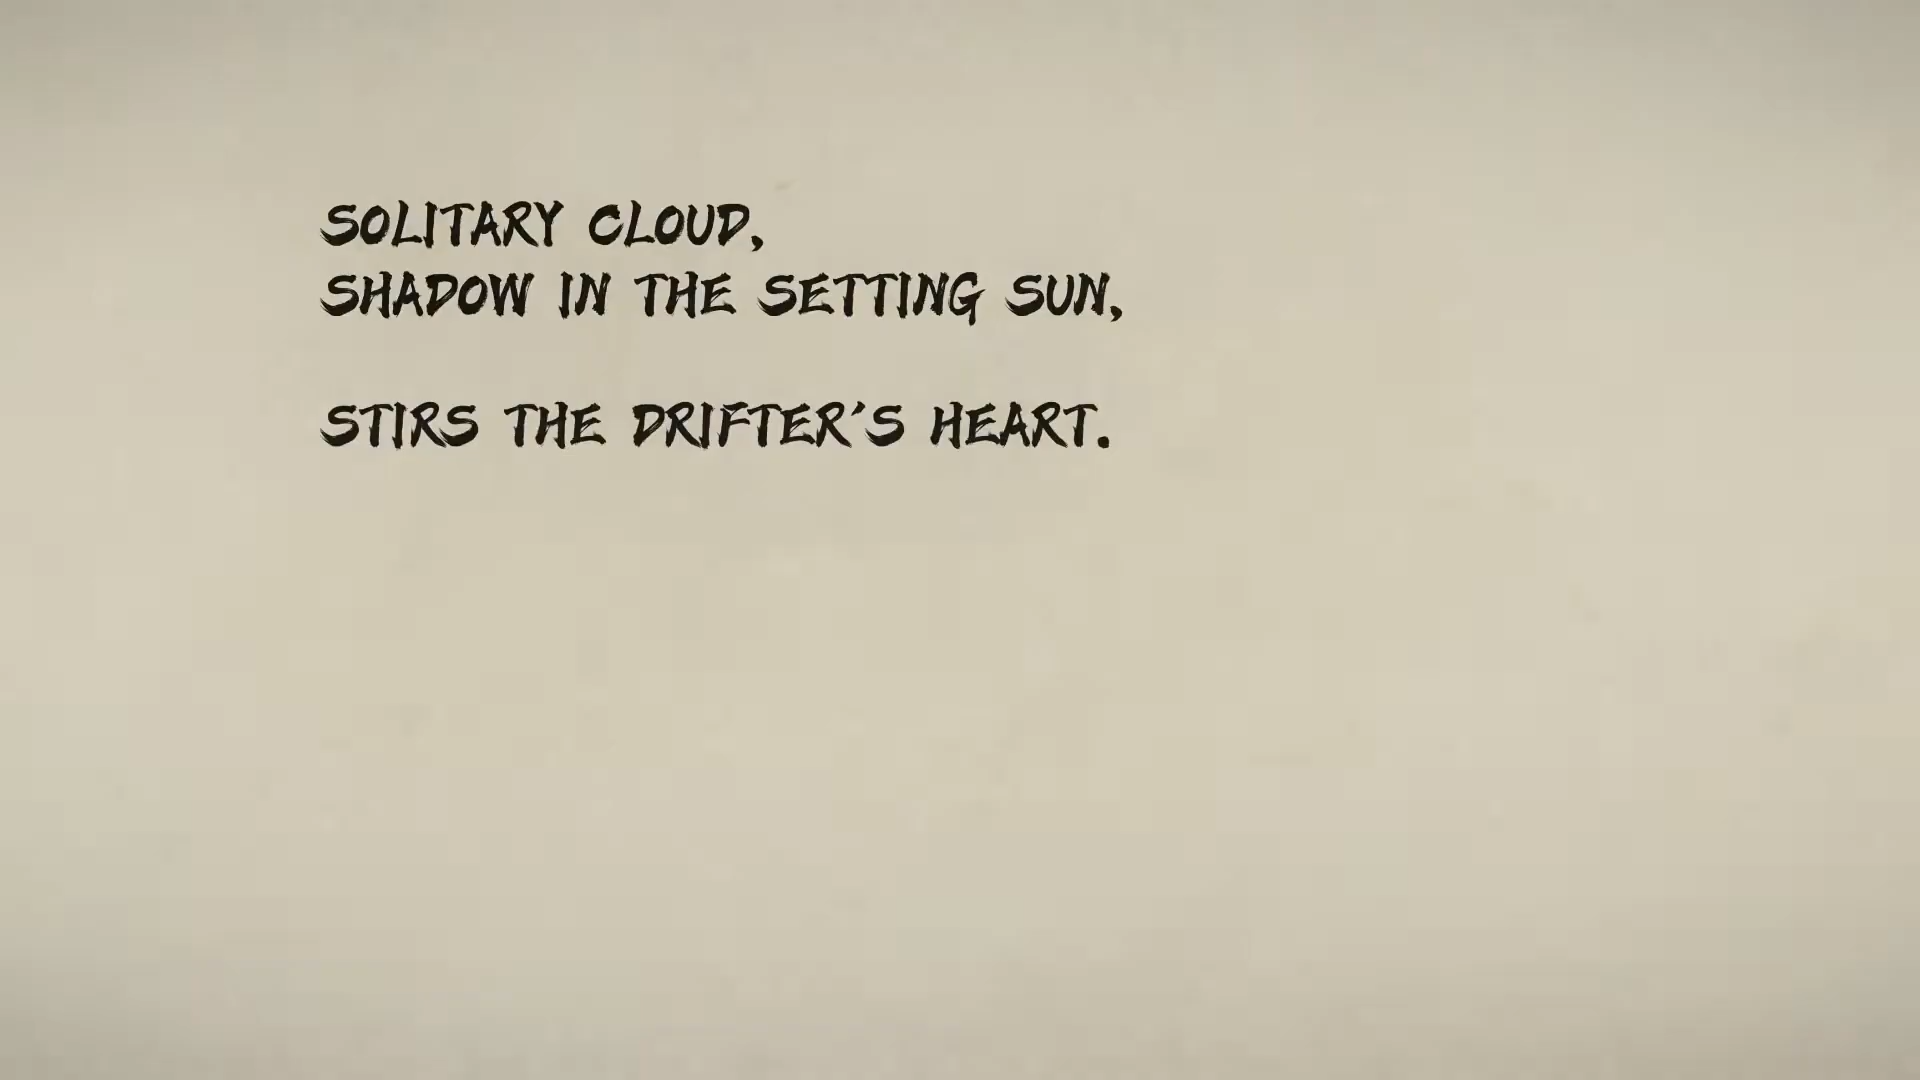 SOLITARY CLOUD,
SHADOW IN THE SETTING SUN,
STIRS THE DRIFTER'S HEART.